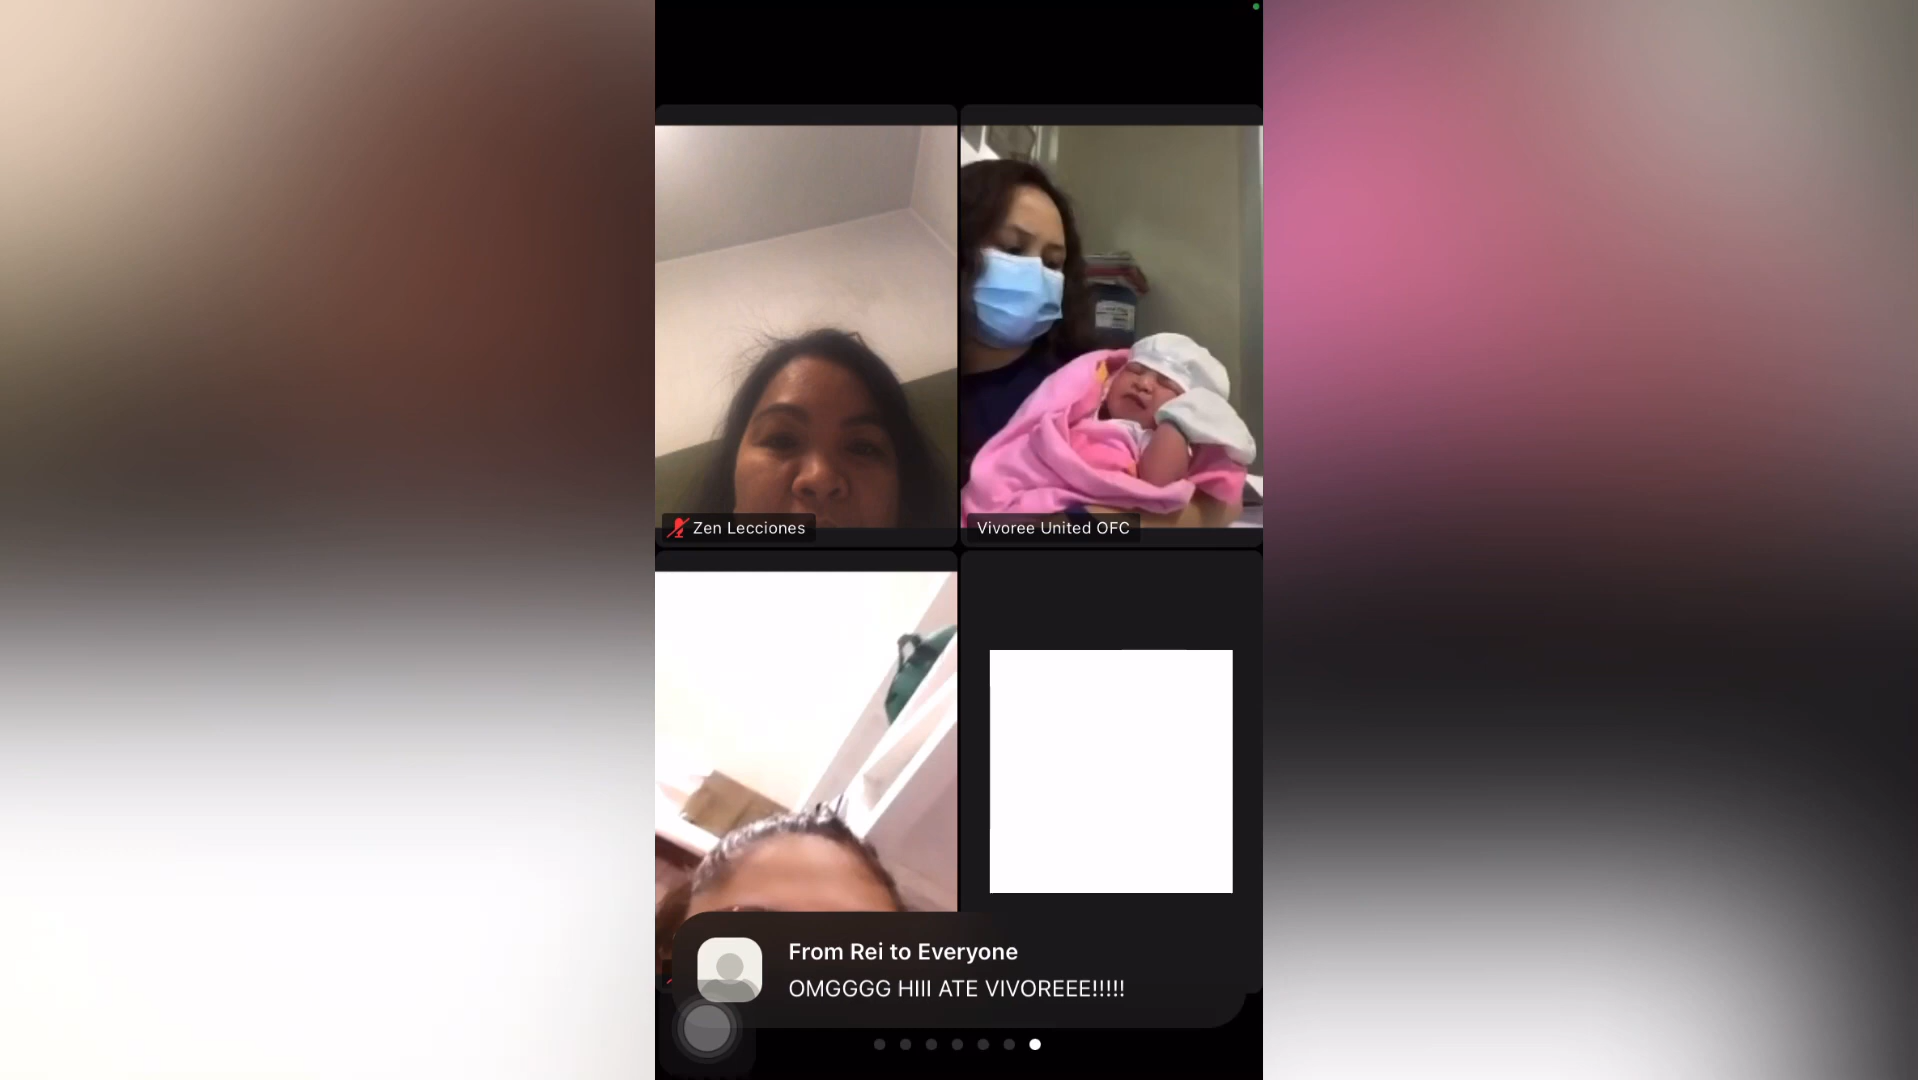 Zen Lecciones
Vivoree United OFC
From Rei to Everyone
OMGGGG HIII ATE VIVOREEE!!!!!